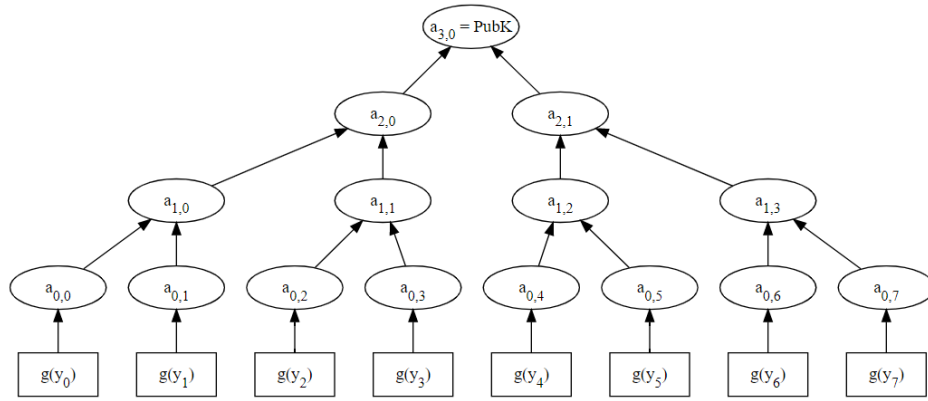 a3,0 = PubK
a2,0 a2,1
a1,0 a1,1 a1,2 a1,3
a0,0 a0,1 a0,2 a0,3 a0,4 a0,5 a0,6 a0,7
g(y0) g(y1) g(y2) g(y3) g(y4) g(y5) g(y6) g(y7)